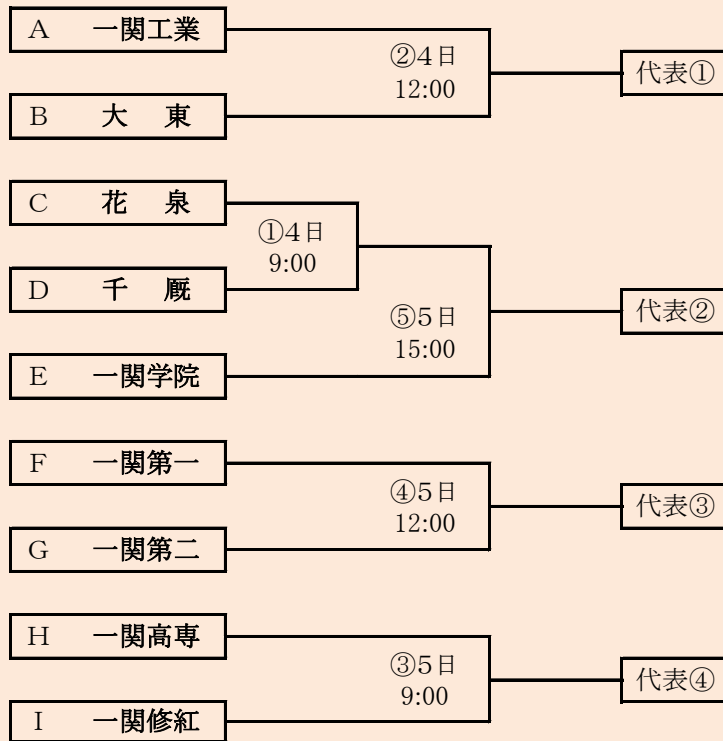 A 一関工業
②4日
12:00
代表①
B 大 東
C 花 泉
①4日
9:00
D 千 厩
⑤5日
15:00
代表②
E 一関学院
F 一関第一
④5日
12:00
代表③
G 一関第二
H 一関高専
③5日
9:00
代表④
I 一関修紅